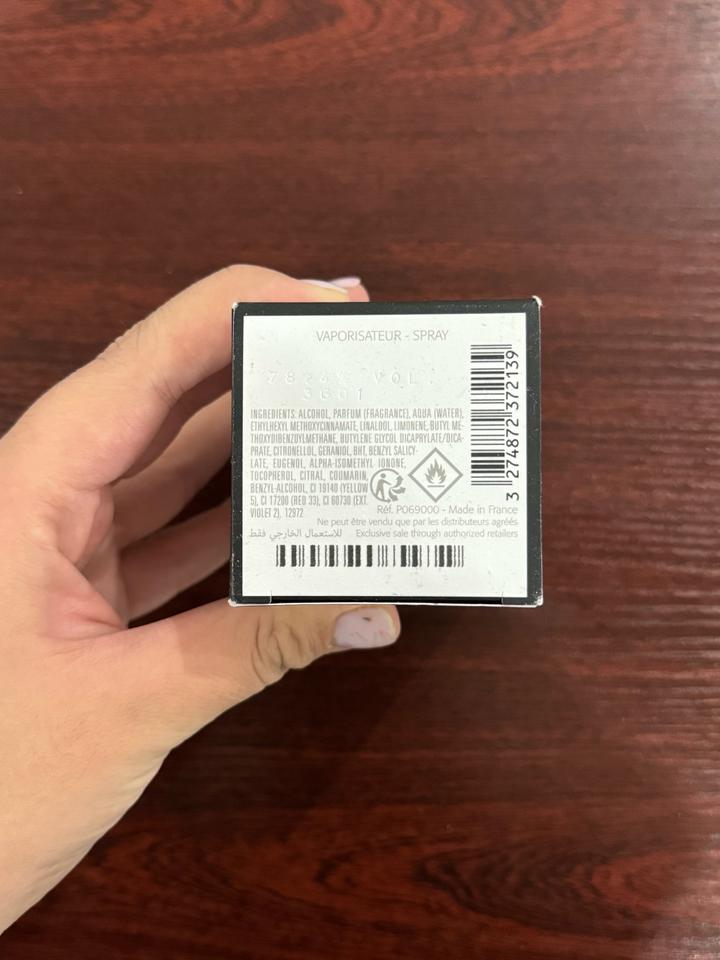 VAPORISATEUR - SPRAY
VOL
3G01
INGREDIENTS: ALCOHOL, PARFUM (FRAGRANCE), AQUA (WATER),
ETHYLHEXYL METHOXYCINNAMATE, LINALOOL, LIMONENE, BUTYL ME-
THOXYDIBENZOYLMETHANE, BUTYLENE GLYCOL DICAPRYLATE/DICA-
PRATE, CITRONELLOL, GERANIOL, BHT, BENZYL SALICY-
LATE, EUGENOL, ALPHA-ISOMETHYL IONONE,
TOCOPHEROL, CITRAL, COUMARIN,
BENZYL-ALCOHOL, CI 19140 (YELLOW
5), CI 17200 (RED 33), CI 60730 (EXT.
VIOLET 2), 12972
Réf. P069000 - Made in France
Ne peut être vendu que par les distributeurs agréés
للاستعمال الخارجي فقط Exclusive sale through authorized retailers
3 274872 372139